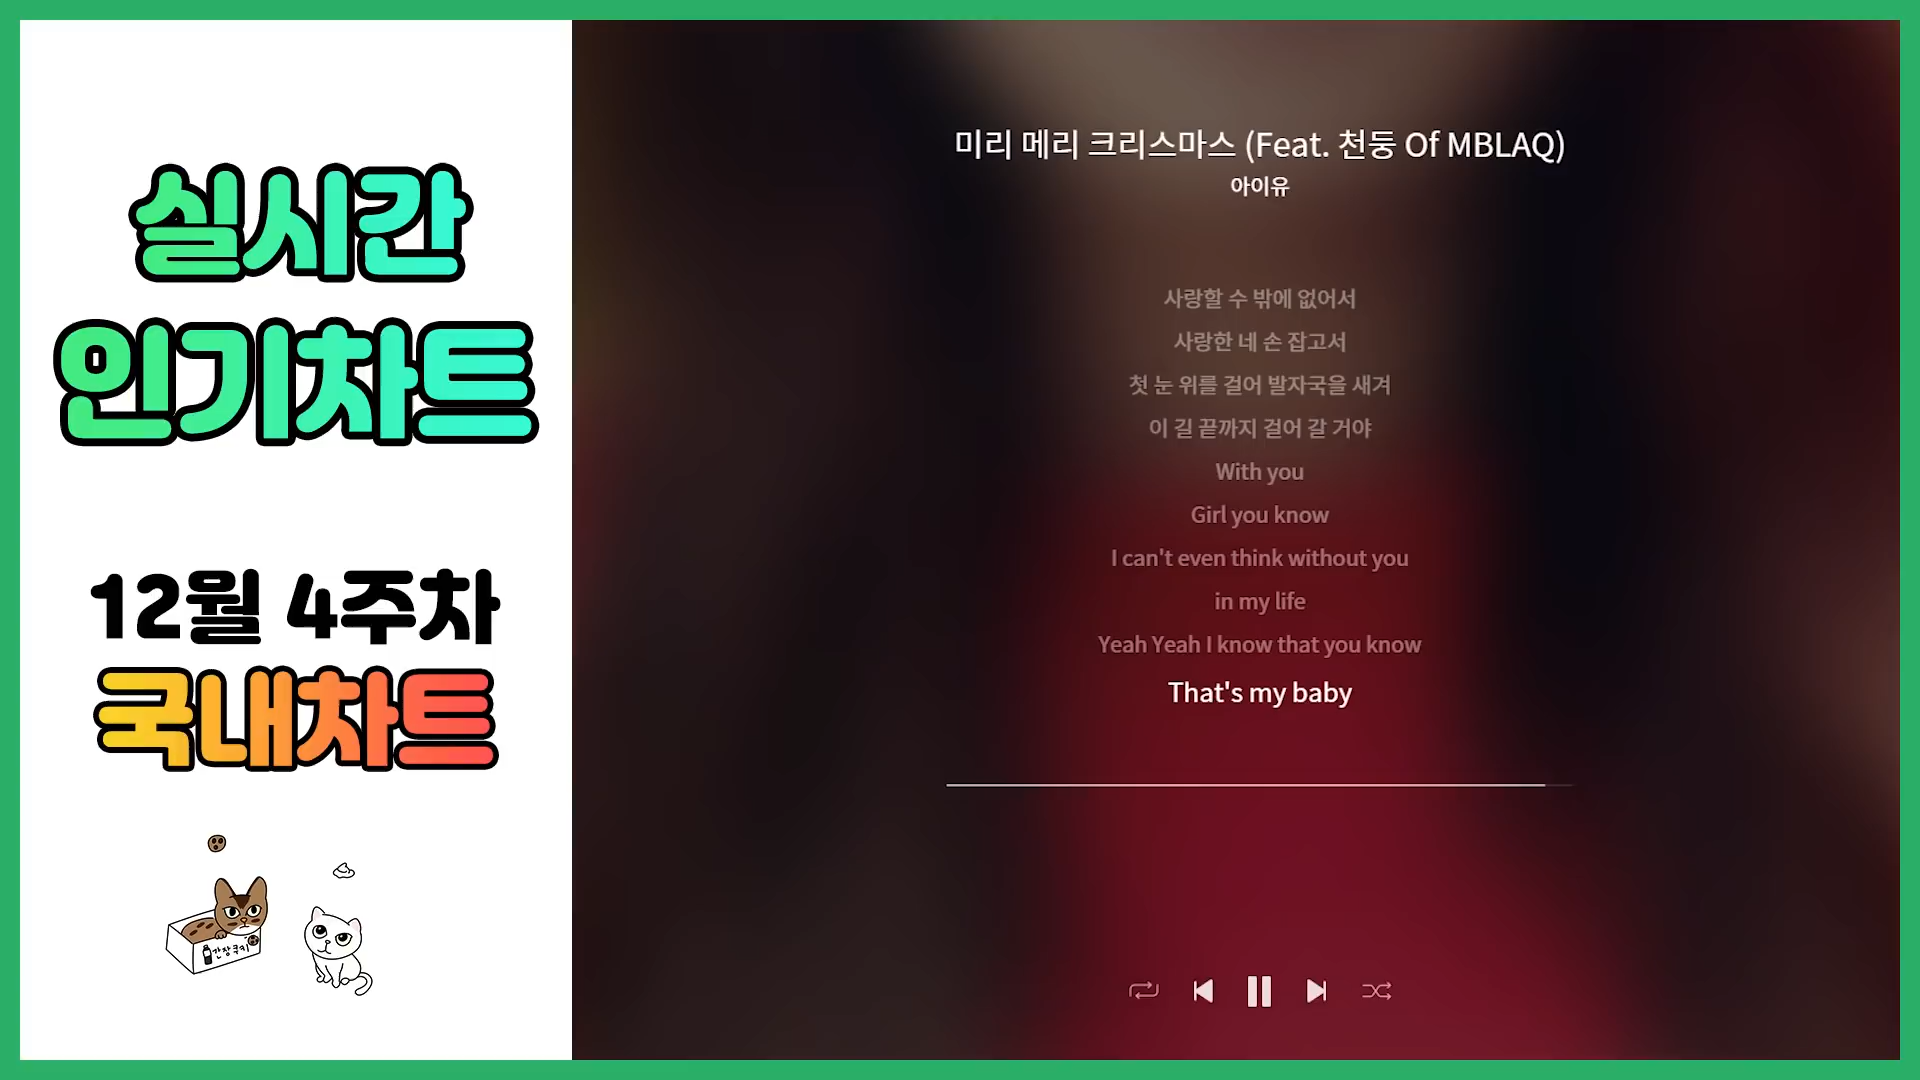 실시간
인기차트
12월 4주차
국내차트
간장쿠키
미리 메리 크리스마스 (Feat. 천둥 Of MBLAQ)
아이유
사랑할 수 밖에 없어서
사랑한 네 손 잡고서
첫 눈 위를 걸어 발자국을 새겨
이 길 끝까지 걸어 갈 거야
With you
Girl you know
I can't even think without you
in my life
Yeah Yeah I know that you know
That's my baby